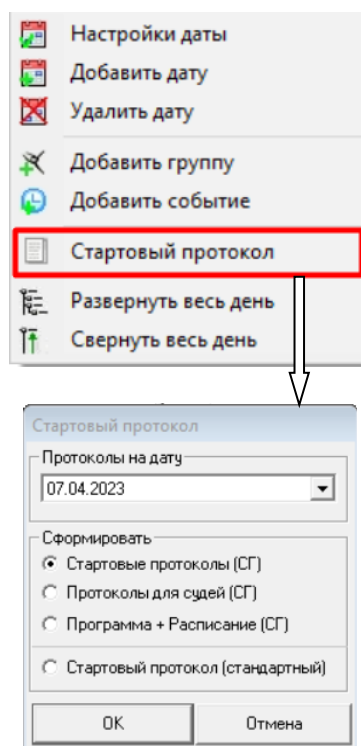 Настройки даты
Добавить дату
Удалить дату
Добавить группу
Добавить событие
Стартовый протокол
Развернуть весь день
Свернуть весь день
Стартовый протокол
Протоколы на дату
07.04.2023
Сформировать
Стартовые протоколы (СГ)
Протоколы для судей (СГ)
Программа + Расписание (СГ)
Стартовый протокол (стандартный)
OK Отмена